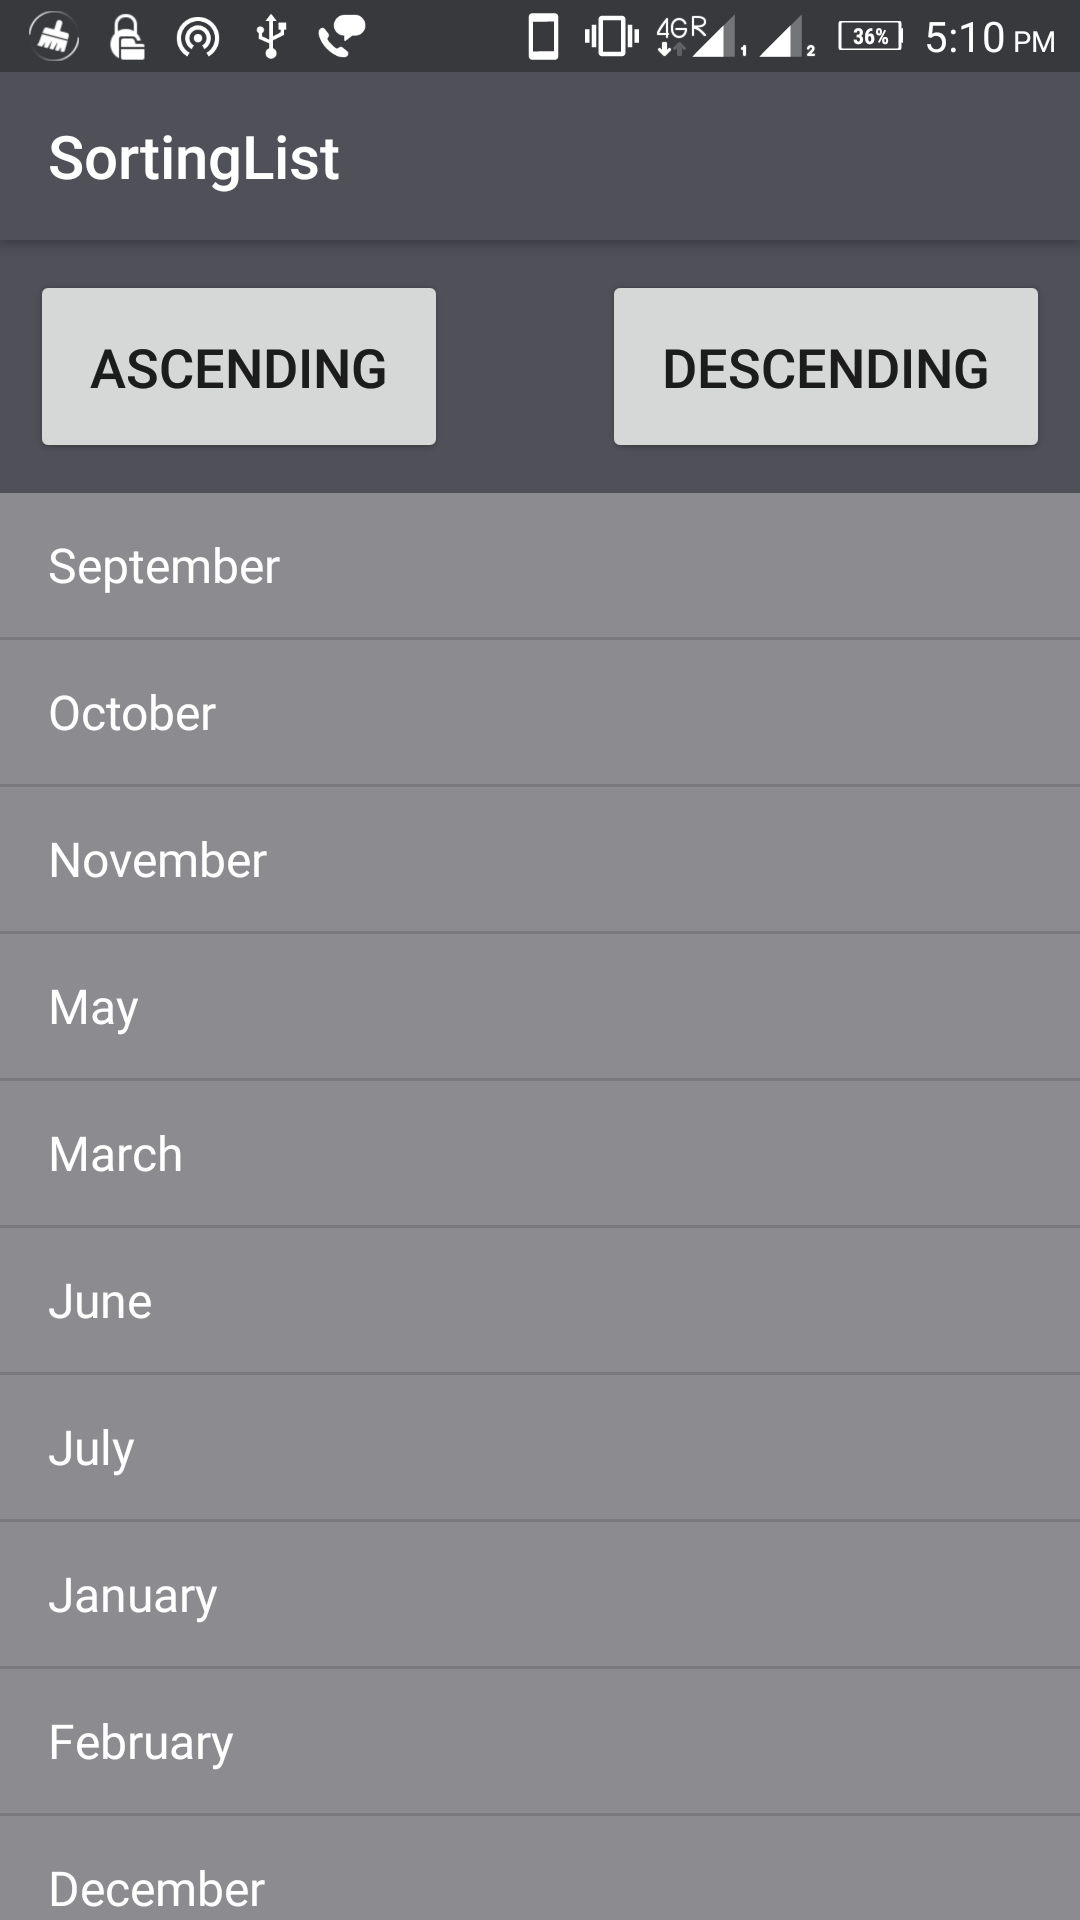 4G R 1 2 36% 5:10 PM
SortingList
ASCENDING DESCENDING
September
October
November
May
March
June
July
January
February
December